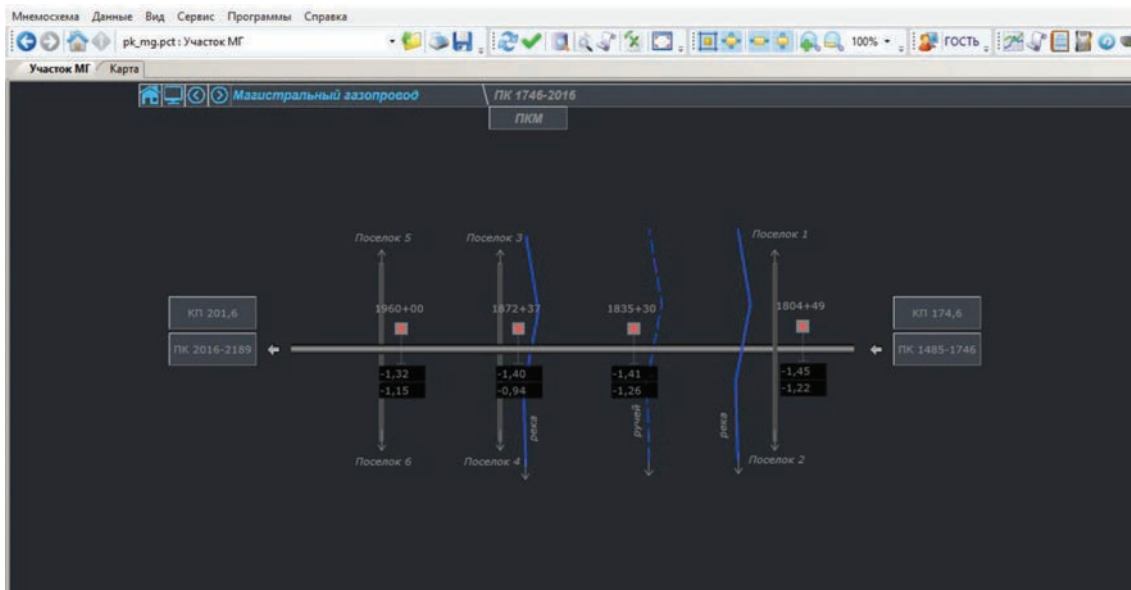 Мнемосхема Данные Вид Сервис Программы Справка
pk_mg.pct : Участок МГ
100%
ГОСТЬ
Участок МГ Карта
Магистральный газопровод ПК 1746-2016
ПКМ
Поселок 5 Поселок 3 Поселок 1
1960+00 1872+37 1835+30 1804+49
КП 201,6 КП 174,6
ПК 2016-2189 ПК 1485-1746
-1,32 -1,40 -1,41 -1,45
-1,15 -0,94 -1,26 -1,22
река ручей река
Поселок 6 Поселок 4 Поселок 2